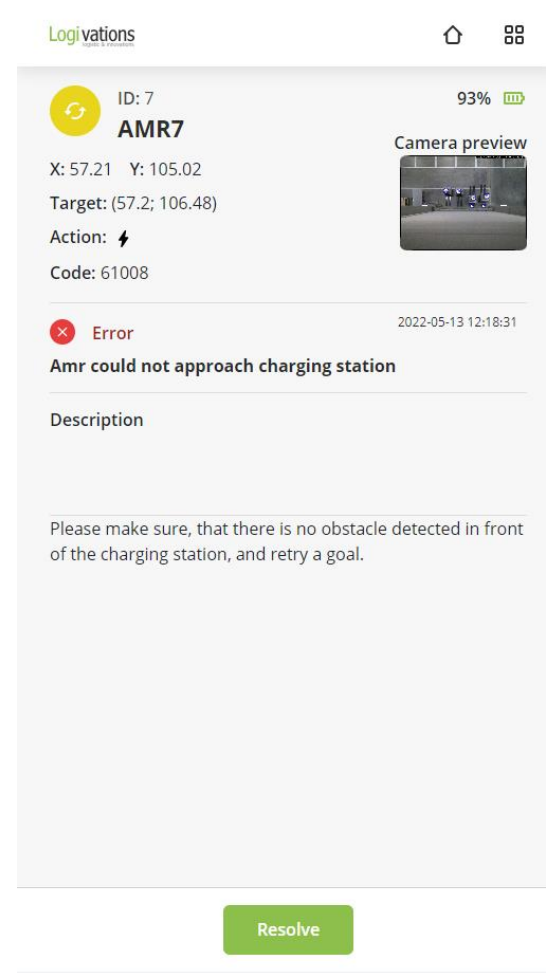 Logivations
ID: 7
93%
AMR7
Camera preview
X: 57.21 Y: 105.02
Target: (57.2; 106.48)
Action:
Code: 61008
Error
2022-05-13 12:18:31
Amr could not approach charging station
Description
Please make sure, that there is no obstacle detected in front
of the charging station, and retry a goal.
Resolve